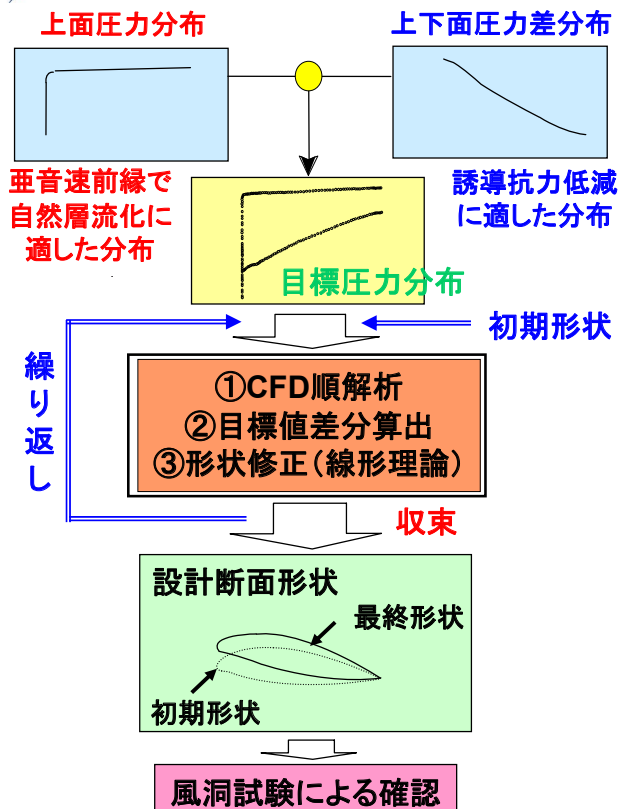 上面圧力分布
上下面圧力差分布
亜音速前縁で
自然層流化に
適した分布
誘導抗力低減
に適した分布
目標圧力分布
初期形状
繰り返し
①CFD順解析
②目標値差分算出
③形状修正（線形理論）
収束
設計断面形状
最終形状
初期形状
風洞試験による確認